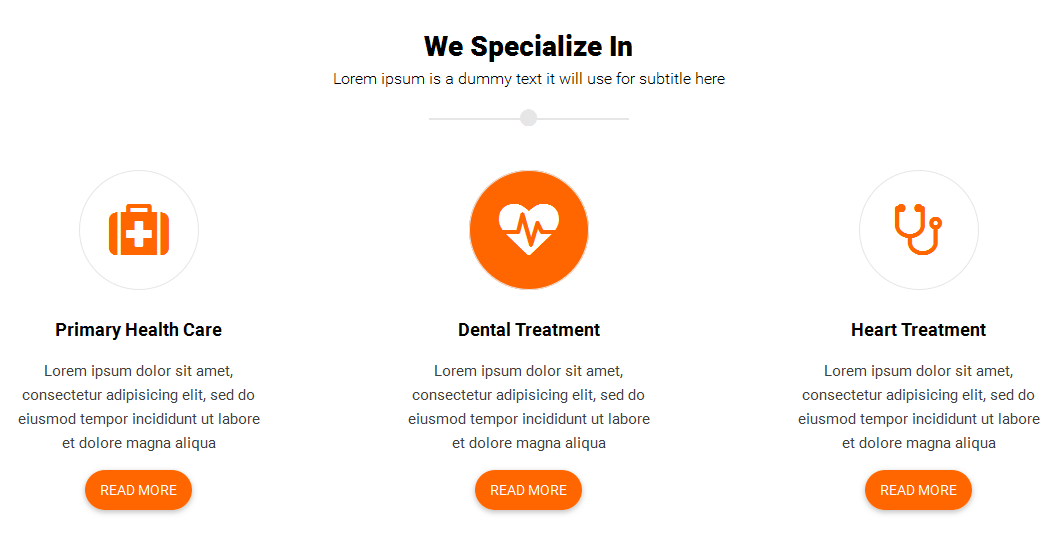 We Specialize In
Lorem ipsum is a dummy text it will use for subtitle here
Primary Health Care
Lorem ipsum dolor sit amet,
consectetur adipisicing elit, sed do
eiusmod tempor incididunt ut labore
et dolore magna aliqua
READ MORE
Dental Treatment
Lorem ipsum dolor sit amet,
consectetur adipisicing elit, sed do
eiusmod tempor incididunt ut labore
et dolore magna aliqua
READ MORE
Heart Treatment
Lorem ipsum dolor sit amet,
consectetur adipisicing elit, sed do
eiusmod tempor incididunt ut labore
et dolore magna aliqua
READ MORE